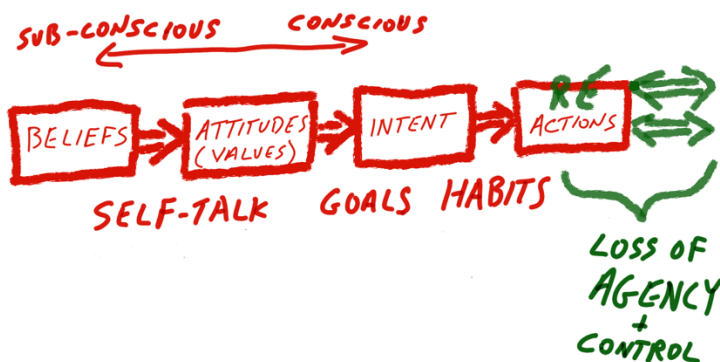 SUB-CONSCIOUS CONSCIOUS
RE
BELIEFS ATTITUDES INTENT ACTIONS
(VALUES)
SELF-TALK GOALS HABITS
LOSS OF
AGENCY
+
CONTROL